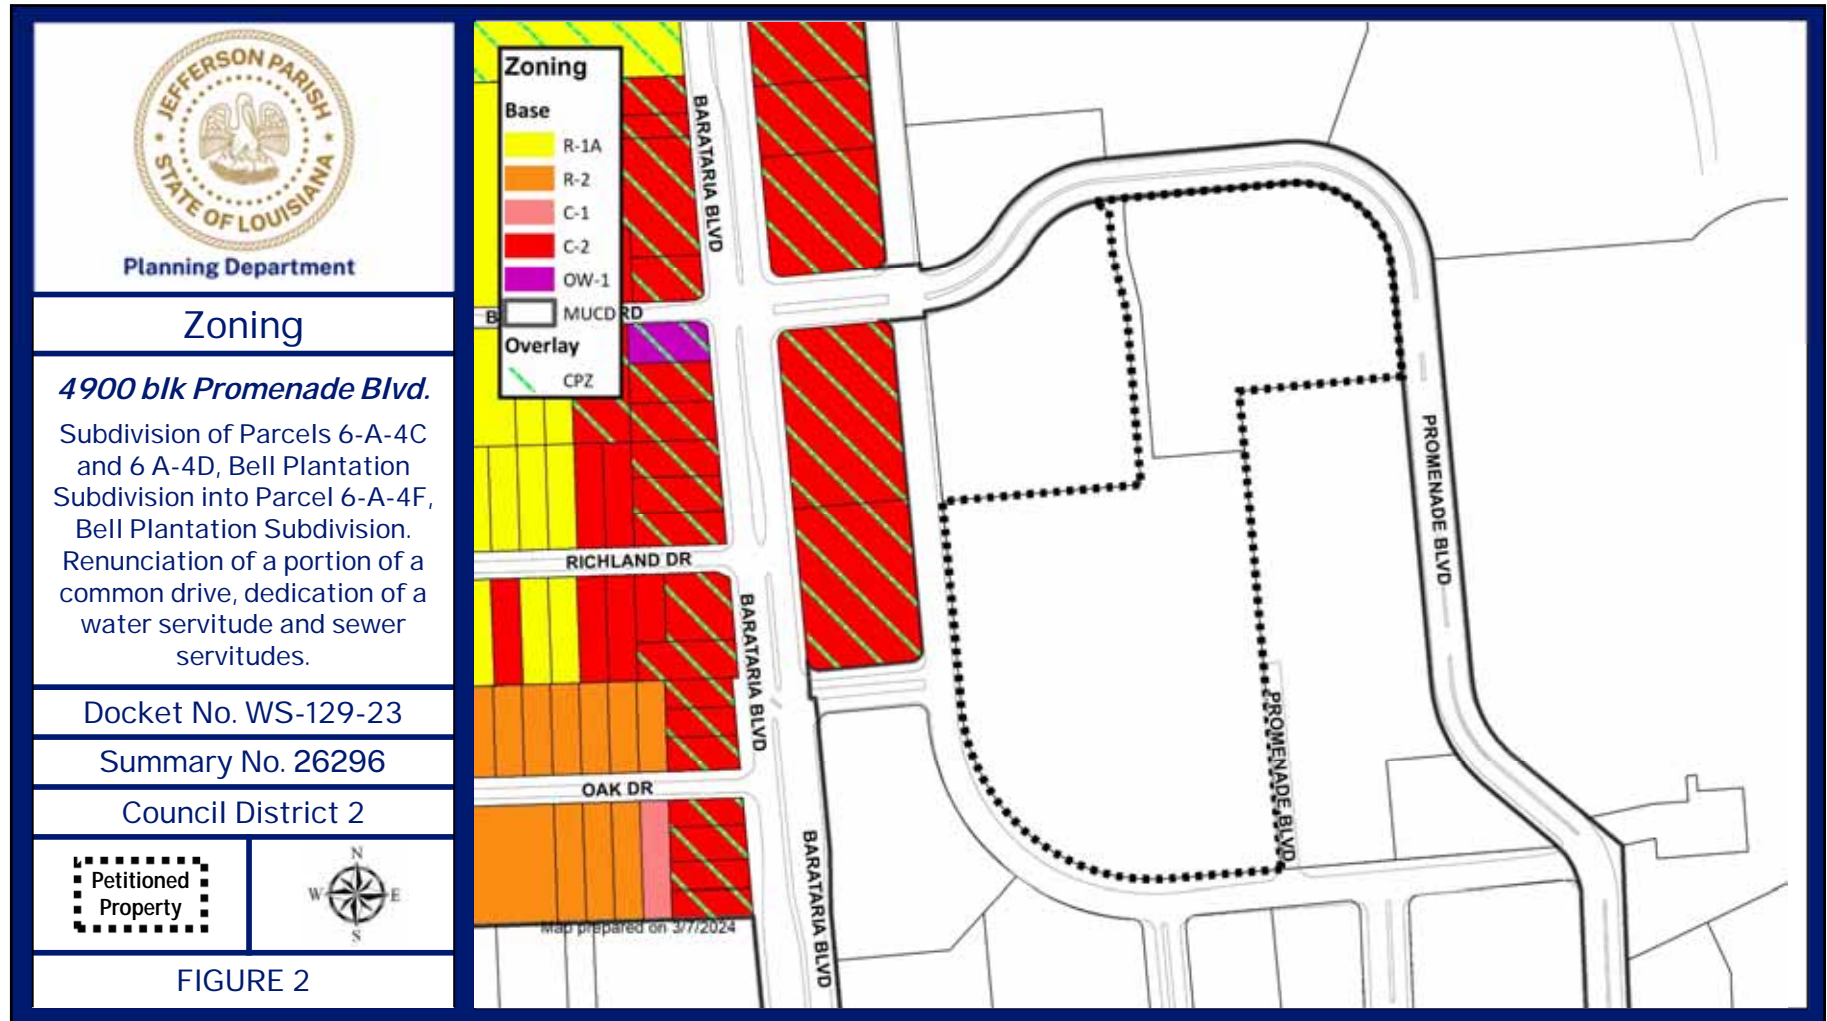 JEFFERSON PARISH
STATE OF LOUISIANA
Planning Department
Zoning
4900 blk Promenade Blvd.
Subdivision of Parcels 6-A-4C
and 6 A-4D, Bell Plantation
Subdivision into Parcel 6-A-4F,
Bell Plantation Subdivision.
Renunciation of a portion of a
common drive, dedication of a
water servitude and sewer
servitudes.
Docket No. WS-129-23
Summary No. 26296
Council District 2
Petitioned
Property
N
W
E
S
FIGURE 2
Zoning
Base
R-1A
R-2
C-1
C-2
OW-1
MUCD
Overlay
CPZ
B
RD
BARATARIA BLVD
RICHLAND DR
BARATARIA BLVD
OAK DR
BARATARIA BLVD
PROMENADE BLVD
PROMENADE BLVD
Map prepared on 3/7/2024